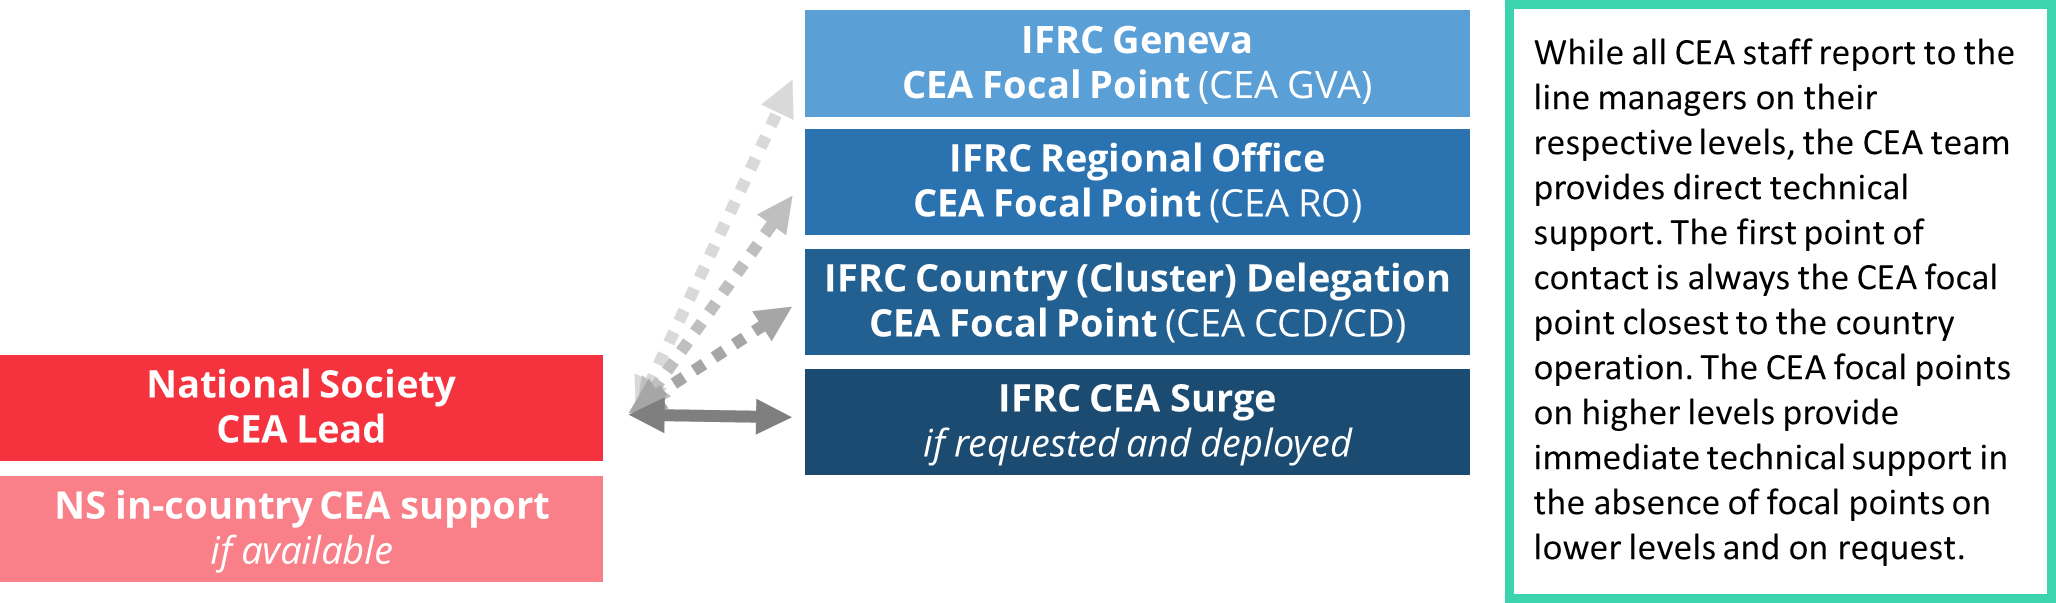 IFRC Geneva
CEA Focal Point (CEA GVA)
IFRC Regional Office
CEA Focal Point (CEA RO)
IFRC Country (Cluster) Delegation
CEA Focal Point (CEA CCD/CD)
National Society
CEA Lead
IFRC CEA Surge
if requested and deployed
NS in-country CEA support
if available
While all CEA staff report to the
line managers on their
respective levels, the CEA team
provides direct technical
support. The first point of
contact is always the CEA focal
point closest to the country
operation. The CEA focal points
on higher levels provide
immediate technical support in
the absence of focal points on
lower levels and on request.